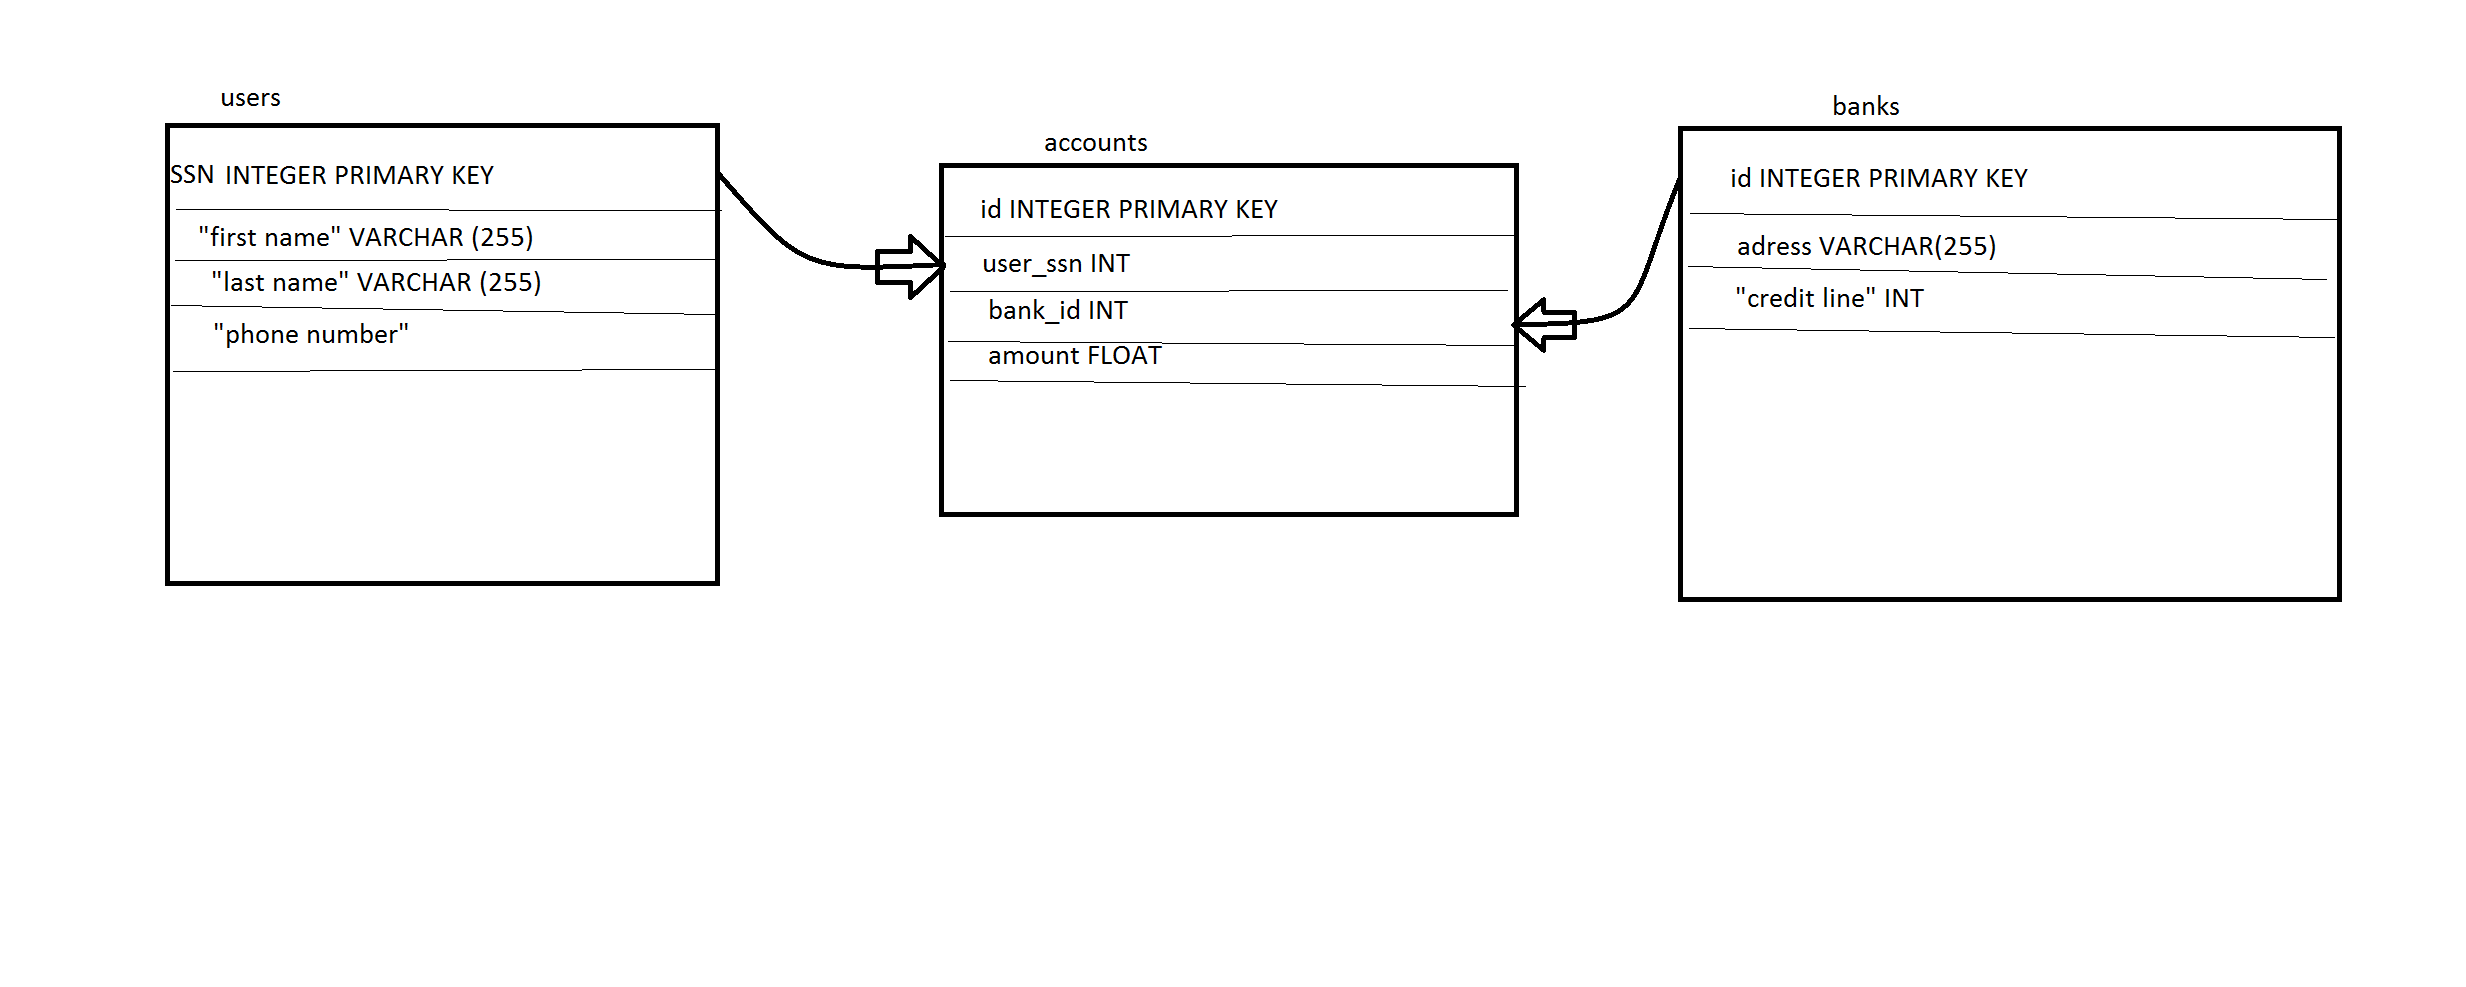 users
SSN INTEGER PRIMARY KEY
"first name" VARCHAR (255)
"last name" VARCHAR (255)
"phone number"
accounts
id INTEGER PRIMARY KEY
user_ssn INT
bank_id INT
amount FLOAT
banks
id INTEGER PRIMARY KEY
adress VARCHAR(255)
"credit line" INT